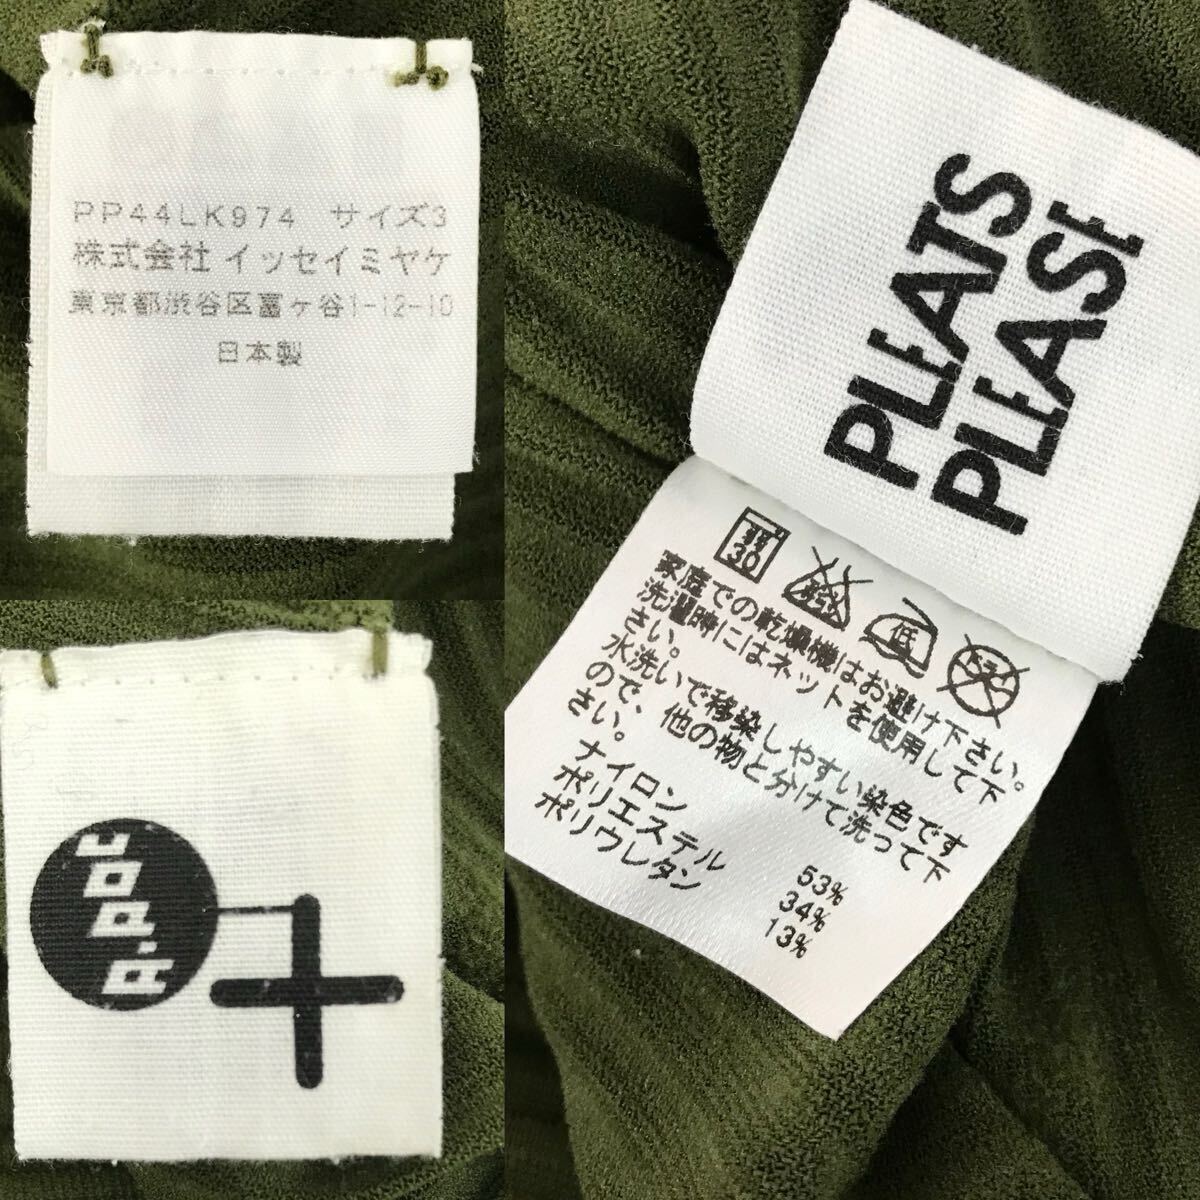 PP44LK974 サイズ3
株式会社 イッセイミヤケ
東京都渋谷区富ヶ谷1-12-10
日本製
PLEATS
PLEASE
30
低
家庭での乾燥機はお避け下さい。
洗濯時にはネットを使用して下
さい。
水洗いで移染しやすい染色です
ので、他の物と分けて洗って下
さい。
ナイロン 53%
ポリエステル 34%
ポリウレタン 13%
A-POC